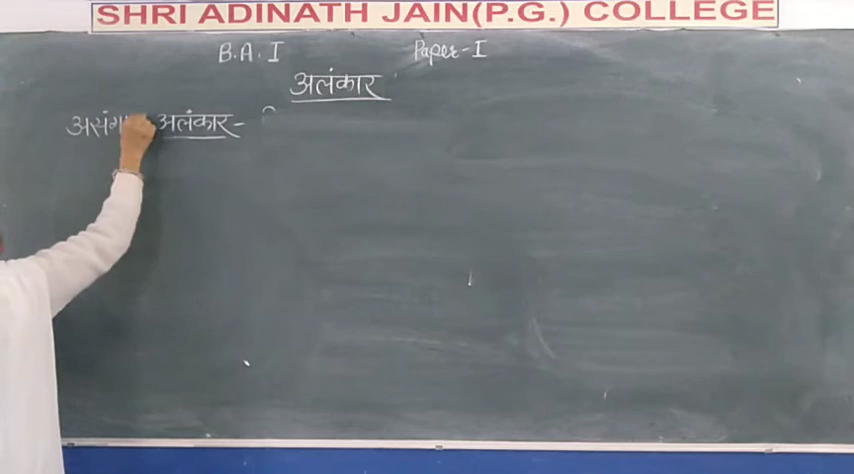 SHRI ADINATH JAIN(P.G.) COLLEGE
B.A. I Paper-I
अलंकार
अलंकार-